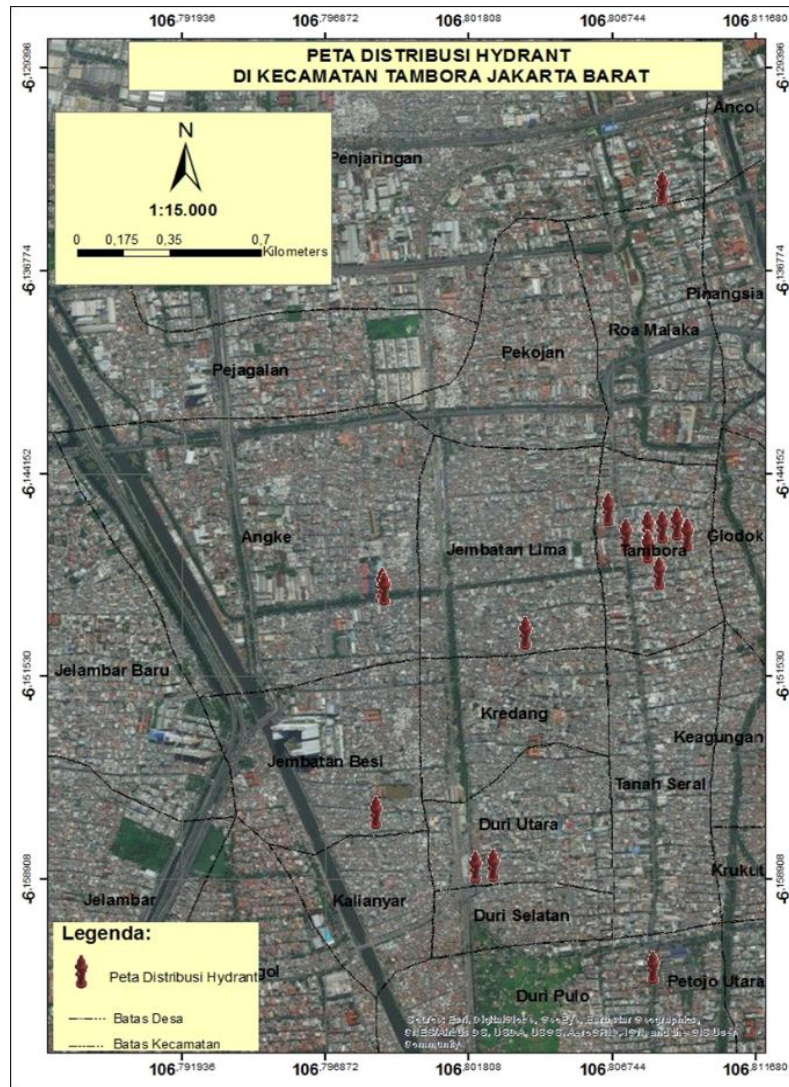 106,791936 106,796872 106,801808 106,806744 106,811680
-6,129396
-6,136774
-6,144152
-6,151530
-6,158908
PETA DISTRIBUSI HYDRANT
DI KECAMATAN TAMBORA JAKARTA BARAT
N
1:15.000
0 0,175 0,35 0,7
Kilometers
Ancol
Penjaringan
Pinangsia
Roa Malaka
Pekojan
Pejagalan
Angke
Jembatan Lima
Tambora
Glodok
Jelambar Baru
Kredang
Keagungan
Jembatan Besi
Tanah Seral
Duri Utara
Krukut
Jelambar
Kalianyar
Duri Selatan
gol
Petojo Utara
Duri Pulo
Legenda:
Peta Distribusi Hydrant
Batas Desa
Batas Kecamatan
-6,129396
-6,136774
-6,144152
-6,151530
-6,158908
106,791936 106,796872 106,801808 106,806744 106,811680